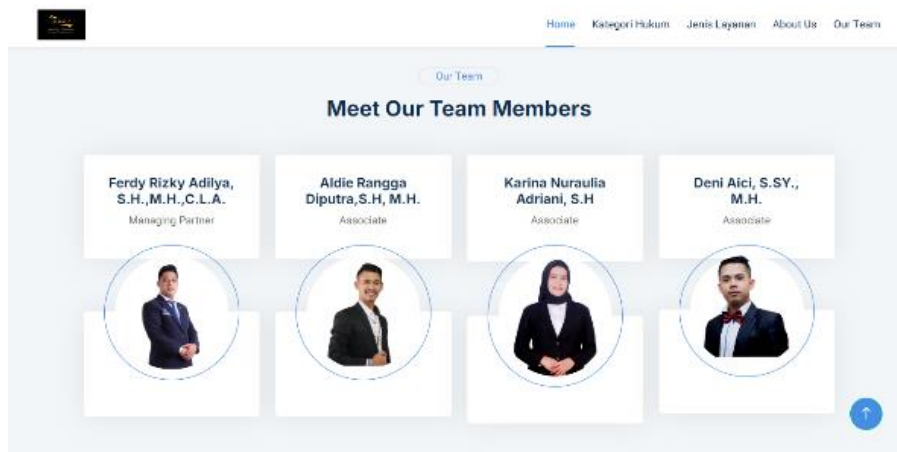 Home Kategori Hukum Jenis Layanan About Us Our Team
Our Team
Meet Our Team Members
Ferdy Rizky Adilya,
S.H.,M.H.,C.L.A.
Managing Partner
Aldie Rangga
Diputra,S.H, M.H.
Associate
Karina Nuraulia
Adriani, S.H
Associate
Deni Aici, S.SY.,
M.H.
Associate